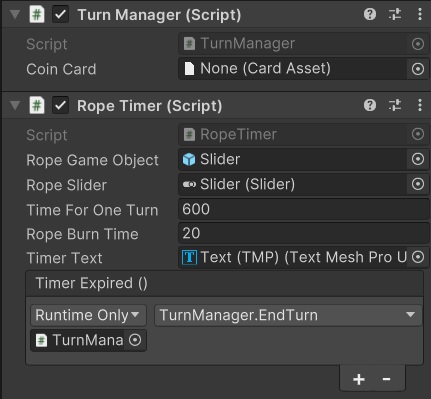 Turn Manager (Script)
Script TurnManager
Coin Card None (Card Asset)
Rope Timer (Script)
Script RopeTimer
Rope Game Object Slider
Rope Slider Slider (Slider)
Time For One Turn 600
Rope Burn Time 20
Timer Text Text (TMP) (Text Mesh Pro U
Timer Expired ()
Runtime Only TurnManager.EndTurn
TurnMana
+ -